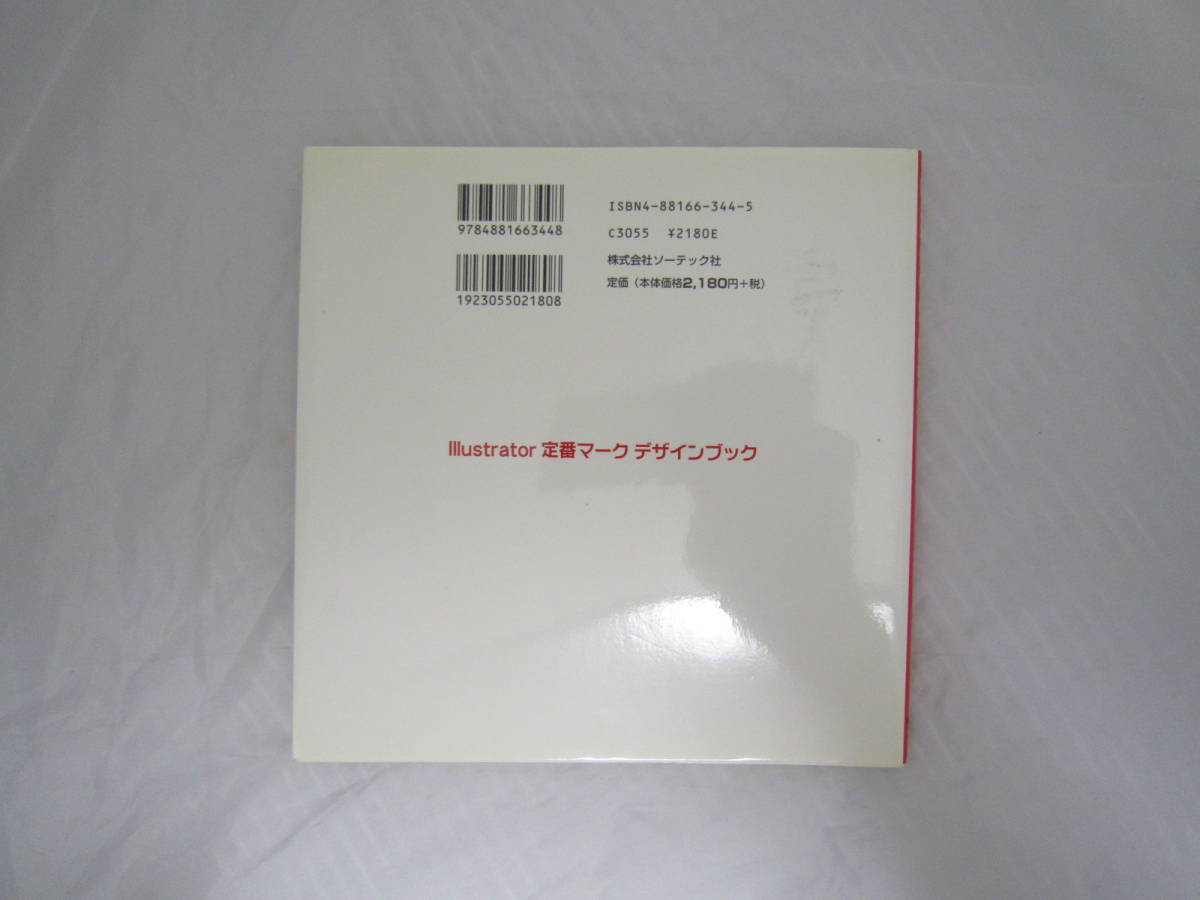 9784881663448
1923055021808
ISBN4-88166-344-5
C3055 ¥2180E
株式会社ソーテック社
定価（本体価格2,180円＋税）
Illustrator 定番マーク デザインブック